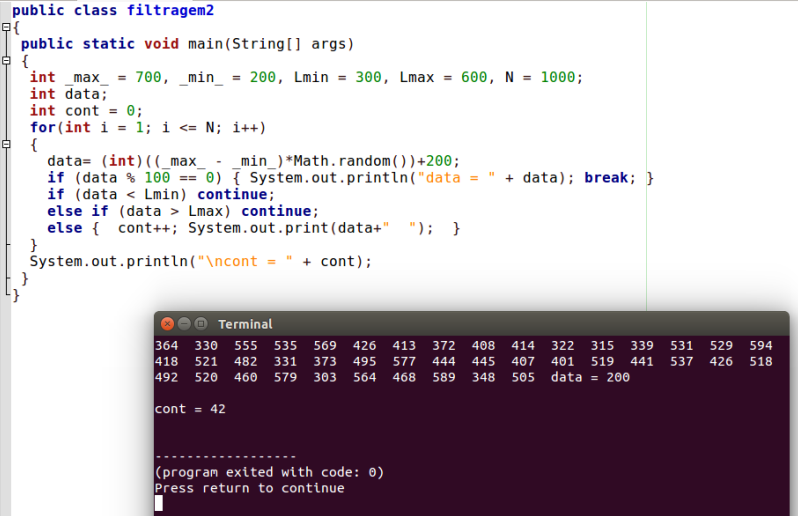 public class filtragem2
{
public static void main(String[] args)
{
int _max_ = 700, _min_ = 200, Lmin = 300, Lmax = 600, N = 1000;
int data;
int cont = 0;
for(int i = 1; i <= N; i++)
{
data= (int)((_max_ - _min_)*Math.random())+200;
if (data % 100 == 0) { System.out.println("data = " + data); break; }
if (data < Lmin) continue;
else if (data > Lmax) continue;
else {  cont++; System.out.print(data+"  ");  }
}
System.out.println("\ncont = " + cont);
}
}
Terminal
364  330  555  535  569  426  413  372  408  414  322  315  339  531  529  594
418  521  482  331  373  495  577  444  445  407  401  519  441  537  426  518
492  520  460  579  303  564  468  589  348  505  data = 200
cont = 42
------------------
(program exited with code: 0)
Press return to continue